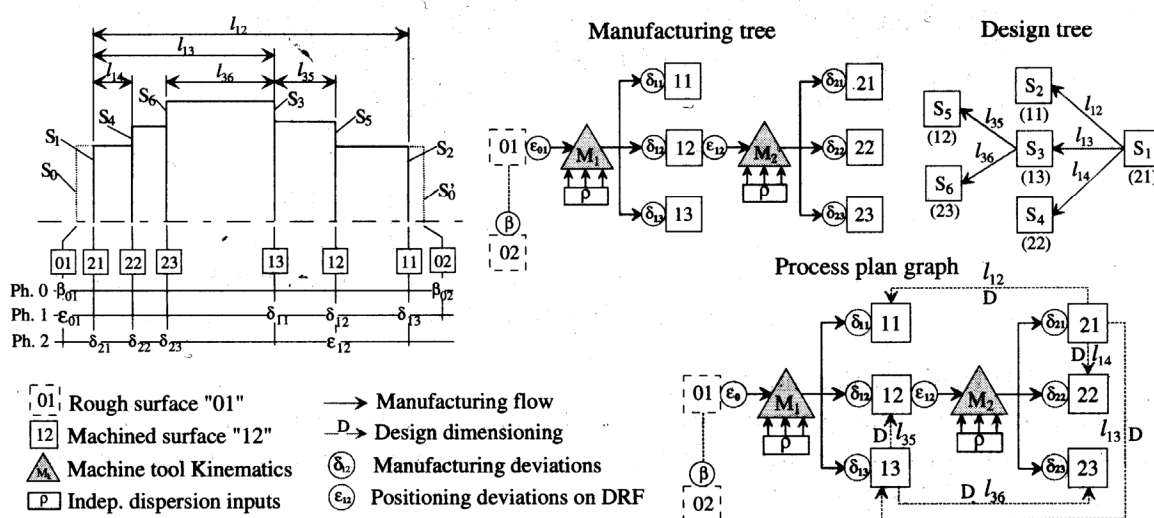 l12
l13
l14
l36
l35
S6
S3
S4
S5
S1
S2
S0
S'0
01 21 22 23 13 12 11 02
Ph. 0 β01 β02
Ph. 1 ε01 δ11 δ12 δ13
Ph. 2 δ21 δ22 δ23 ε12
01 Rough surface "01"
12 Machined surface "12"
Mk Machine tool Kinematics
ρ Indep. dispersion inputs
Manufacturing flow
D Design dimensioning
δ12 Manufacturing deviations
ε12 Positioning deviations on DRF
Manufacturing tree
δ11 11
δ21 21
01 ε01 M1 δ12 12 ε12 M2 δ22 22
ρ ρ
β
δ13 13
δ23 23
02
Design tree
S2
(11)
l12
S5
(12)
l35
l13
S3
(13)
S1
(21)
l36
l14
S6
(23)
S4
(22)
Process plan graph
l12
D
δ11 11
δ21 21
D l14
01 ε0 M1 δ12 12 ε12 M2 δ22 22
ρ ρ
D l35
l13 D
β
δ13 13
δ23 23
D l36
02